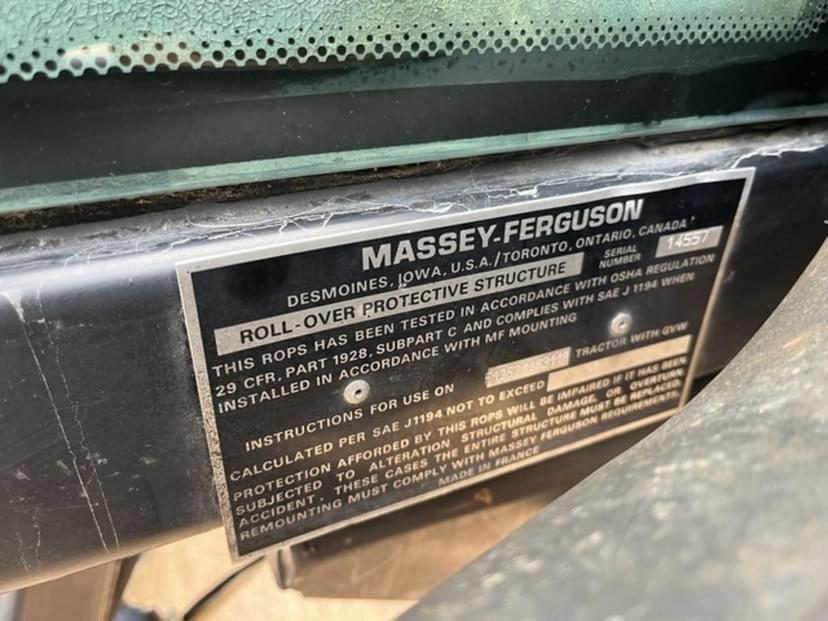 MASSEY-FERGUSON
DESMOINES, IOWA, U.S.A./TORONTO, ONTARIO, CANADA
ROLL-OVER PROTECTIVE STRUCTURE
SERIAL NUMBER 14557
THIS ROPS HAS BEEN TESTED IN ACCORDANCE WITH OSHA REGULATION
29 CFR, PART 1928, SUBPART C AND COMPLIES WITH SAE J 1194 WHEN
INSTALLED IN ACCORDANCE WITH MF MOUNTING
INSTRUCTIONS FOR USE ON TRACTOR WITH GVW
CALCULATED PER SAE J1194 NOT TO EXCEED
PROTECTION AFFORDED BY THIS ROPS WILL BE IMPAIRED IF IT HAS BEEN
SUBJECTED TO ALTERATION STRUCTURAL DAMAGE, OR OVERTURN
ACCIDENT. THESE CASES THE ENTIRE STRUCTURE MUST BE REPLACED.
REMOUNTING MUST COMPLY WITH MASSEY FERGUSON REQUIREMENTS.
MADE IN FRANCE